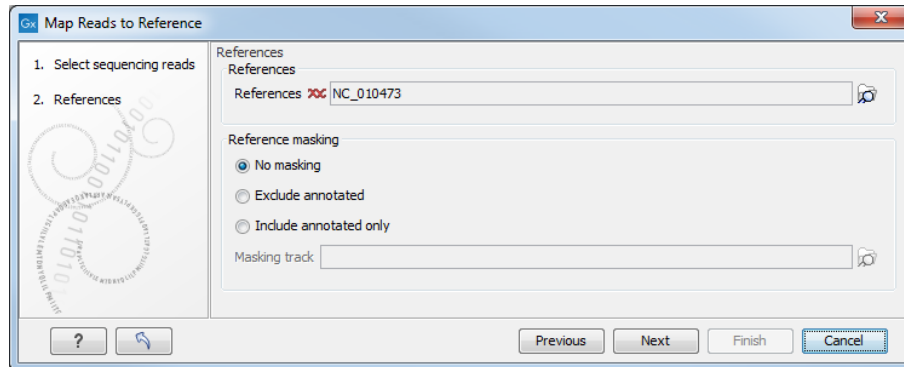 Gx Map Reads to Reference
1. Select sequencing reads
2. References
References
References
References NC_010473
Reference masking
No masking
Exclude annotated
Include annotated only
Masking track
? Previous Next Finish Cancel